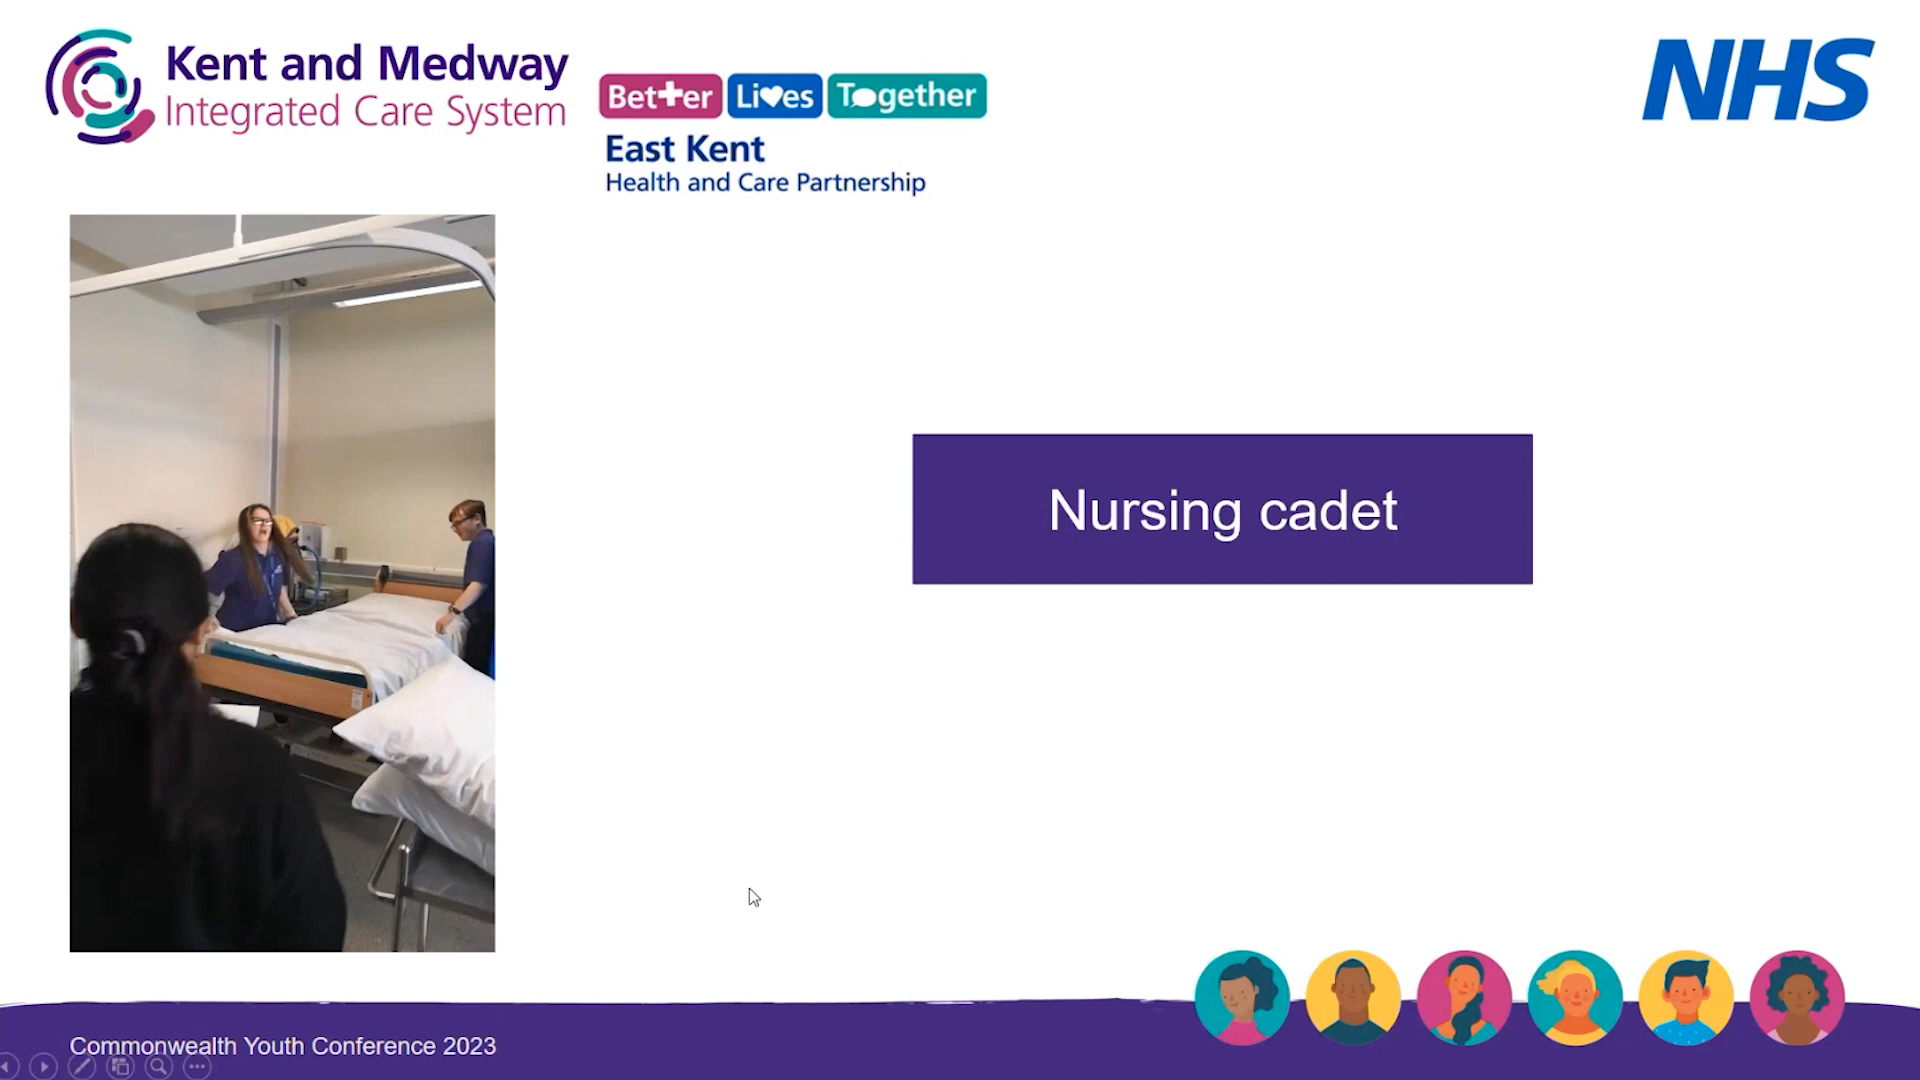 Kent and Medway
Integrated Care System
Better Lives Together
East Kent
Health and Care Partnership
NHS
Nursing cadet
Commonwealth Youth Conference 2023